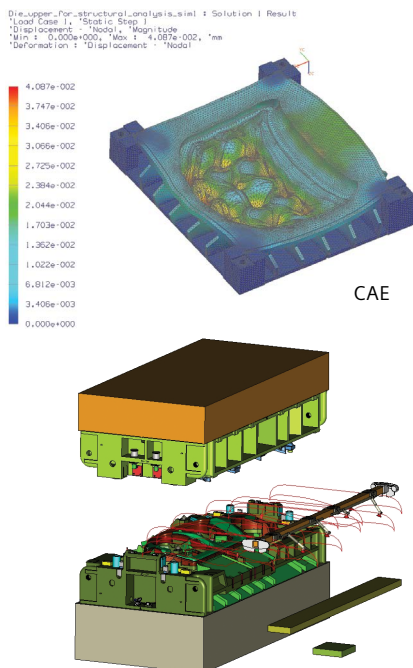 Die_upper_for_structural_analysis_sim1 : Solution 1 Result
'Load Case 1, 'Static Step 1
'Displacement - 'Nodal, 'Magnitude
'Min : 0.000e+000, 'Max : 4.087e-002, 'mm
'Deformation : 'Displacement - 'Nodal
4.087e-002
3.747e-002
3.406e-002
3.066e-002
2.725e-002
2.384e-002
2.044e-002
1.703e-002
1.362e-002
1.022e-002
6.812e-003
3.406e-003
0.000e+000
CAE